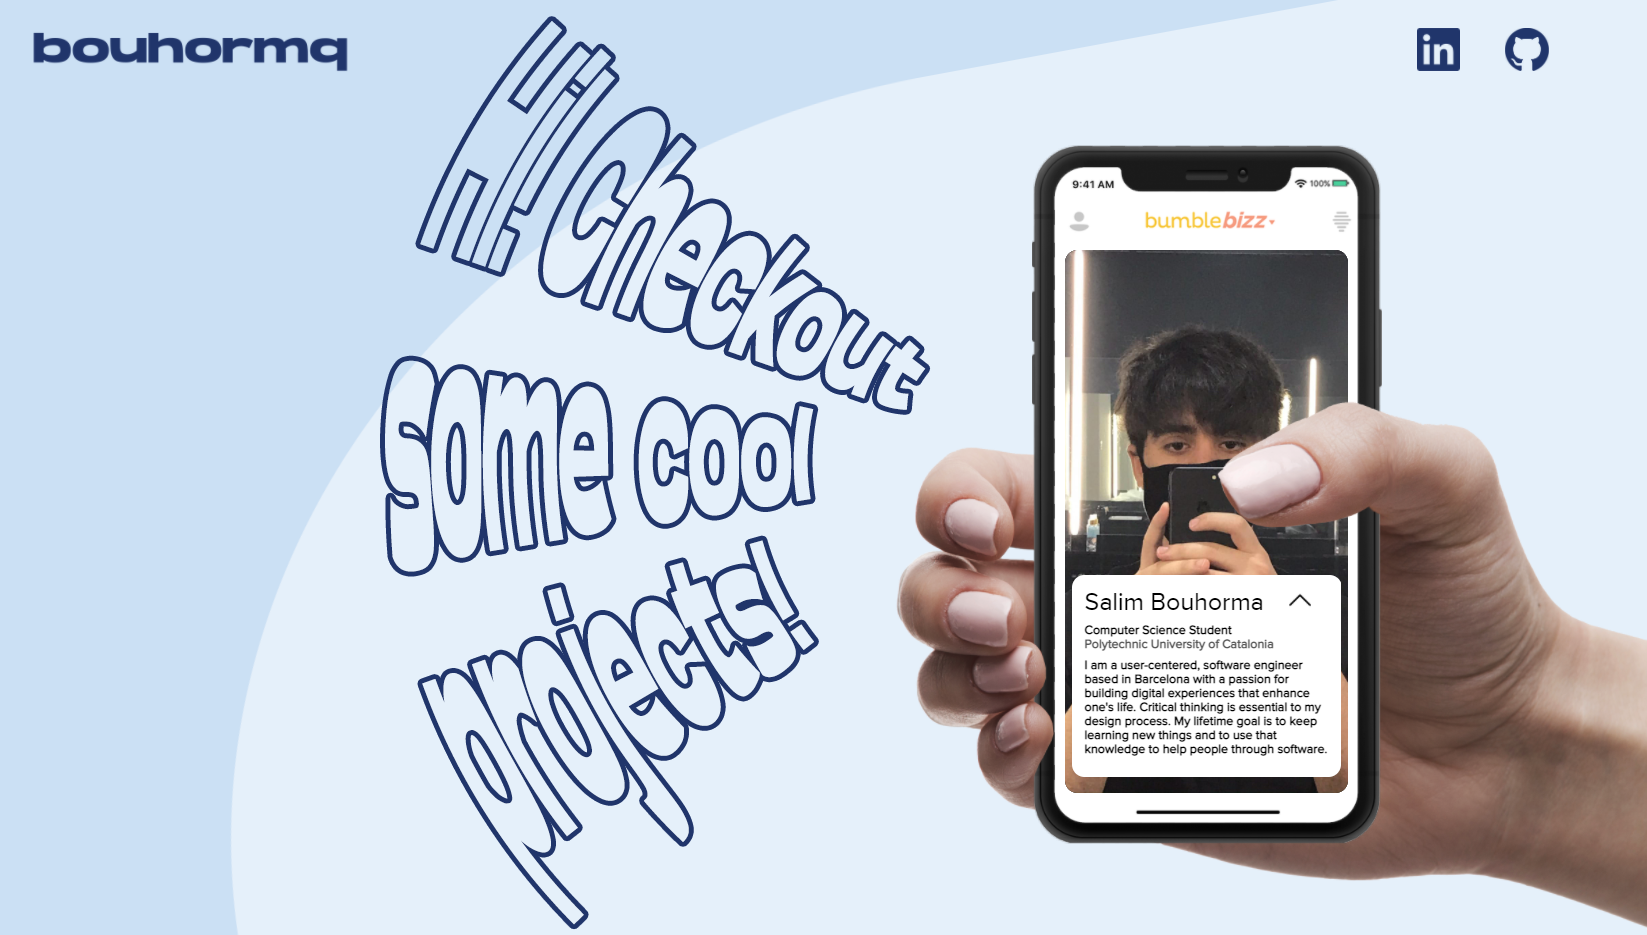 bouhormq
Hi! Checkout
some cool
projects!
in
9:41 AM
100%
bumble bizz
Salim Bouhorma
Computer Science Student
Polytechnic University of Catalonia
I am a user-centered, software engineer
based in Barcelona with a passion for
building digital experiences that enhance
one's life. Critical thinking is essential to my
design process. My lifetime goal is to keep
learning new things and to use that
knowledge to help people through software.